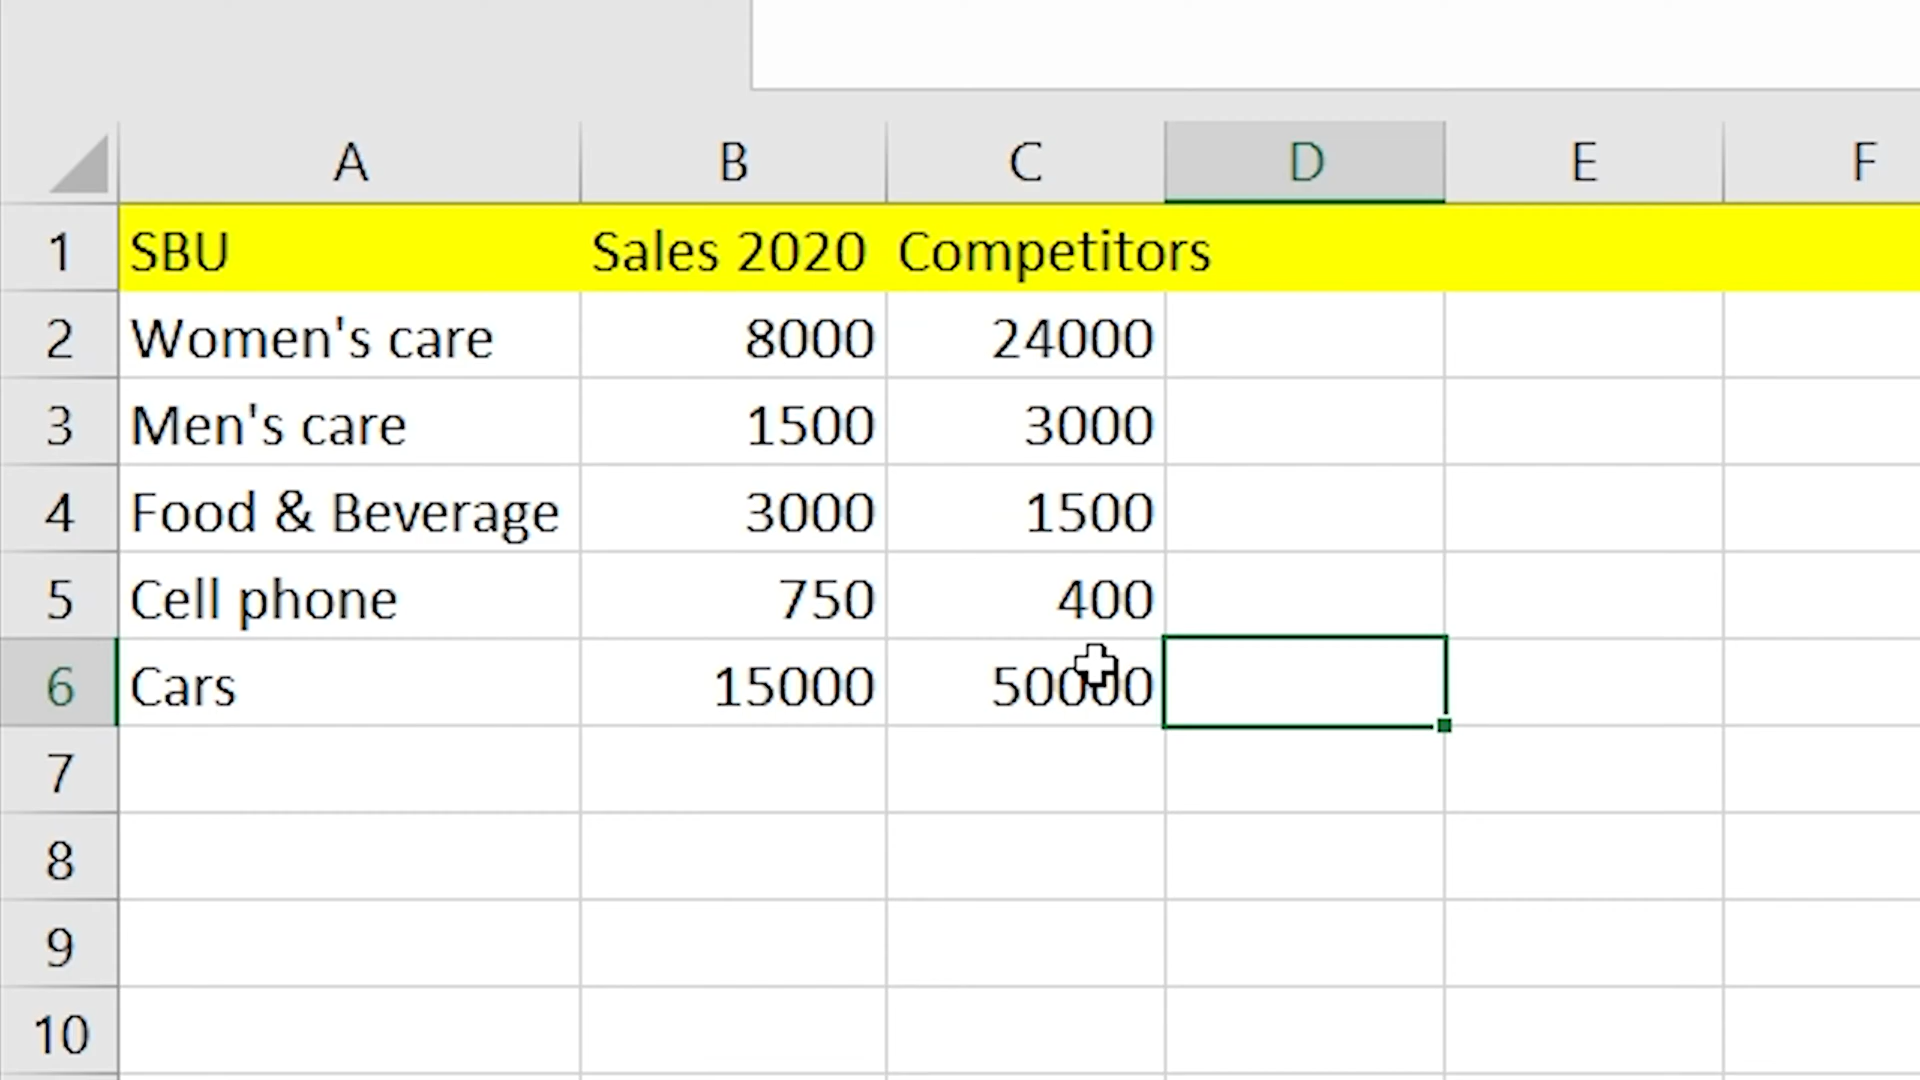 A B C D E F
1 SBU Sales 2020 Competitors
2 Women's care 8000 24000
3 Men's care 1500 3000
4 Food & Beverage 3000 1500
5 Cell phone 750 400
6 Cars 15000 50000
7
8
9
10